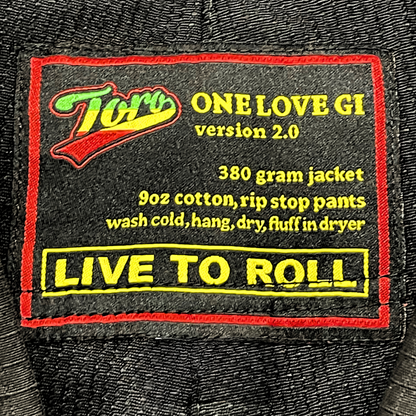 Toro
ONE LOVE GI
version 2.0
380 gram jacket
9oz cotton, rip stop pants
wash cold, hang, dry, fluff in dryer
LIVE TO ROLL